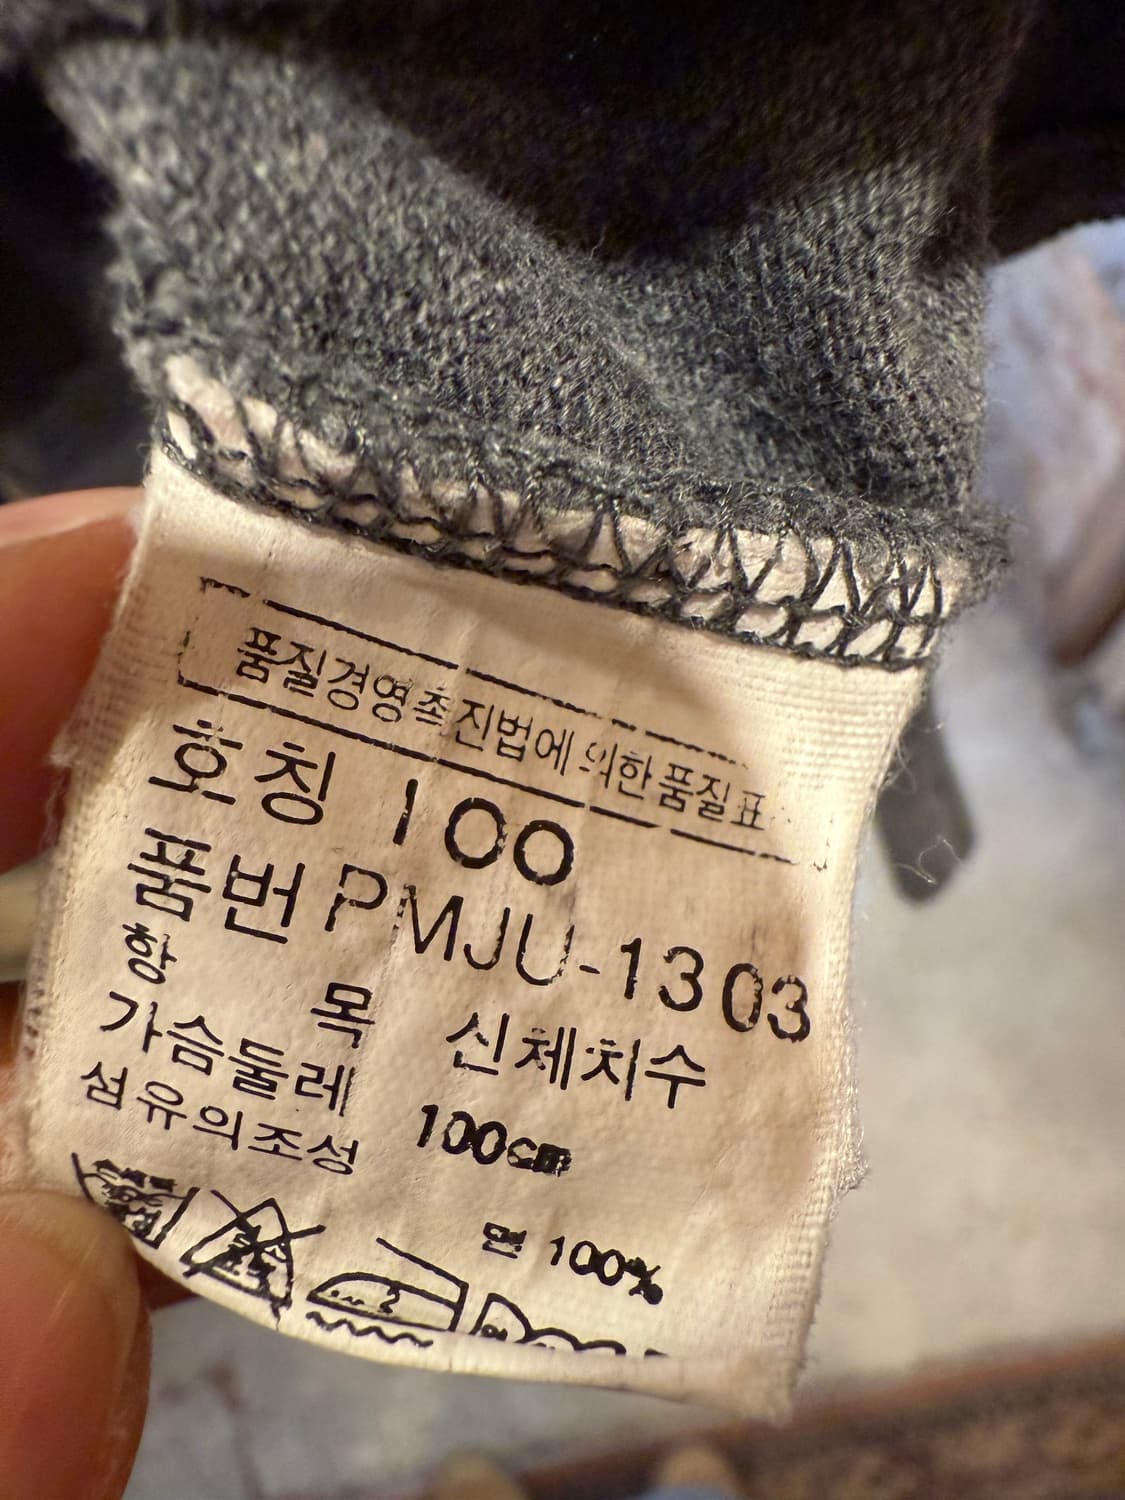 품질경영촉진법에 의한 품질표
호칭 100
품번 PMJU-1303
항 목 신체치수
가슴둘레 100cm
섬유의조성
면 100%